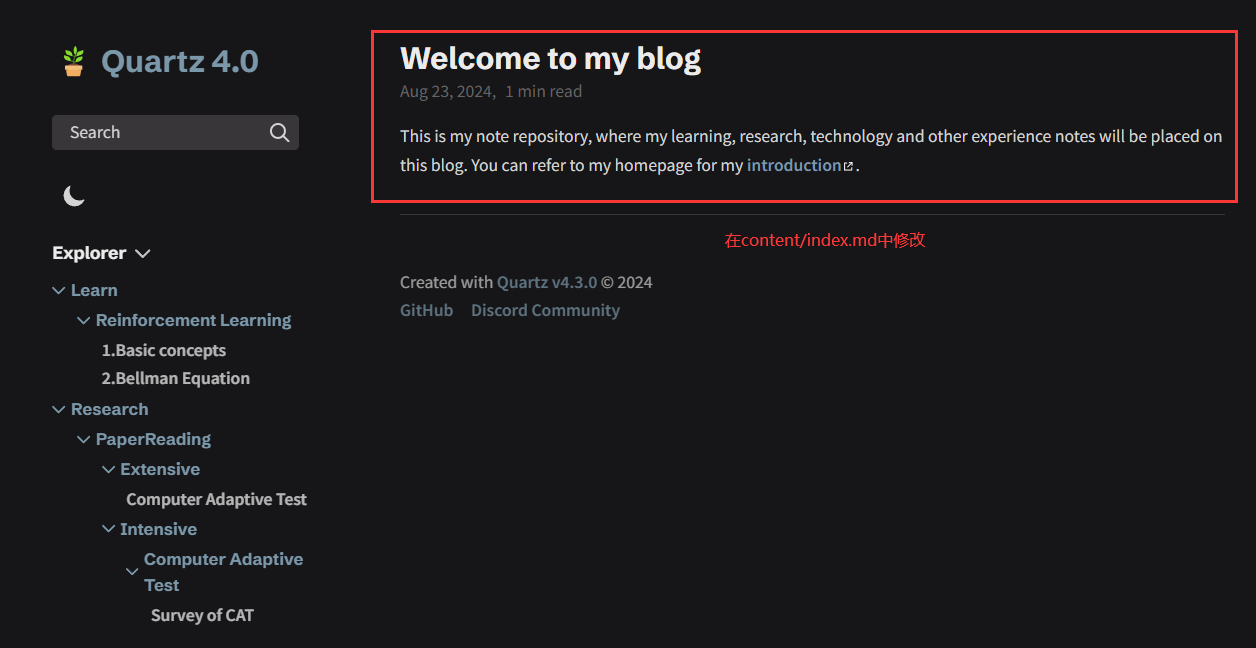 Quartz 4.0
Search
Explorer
Learn
Reinforcement Learning
1.Basic concepts
2.Bellman Equation
Research
PaperReading
Extensive
Computer Adaptive Test
Intensive
Computer Adaptive
Test
Survey of CAT
Welcome to my blog
Aug 23, 2024, 1 min read
This is my note repository, where my learning, research, technology and other experience notes will be placed on
this blog. You can refer to my homepage for my introduction.
在content/index.md中修改
Created with Quartz v4.3.0 © 2024
GitHub Discord Community